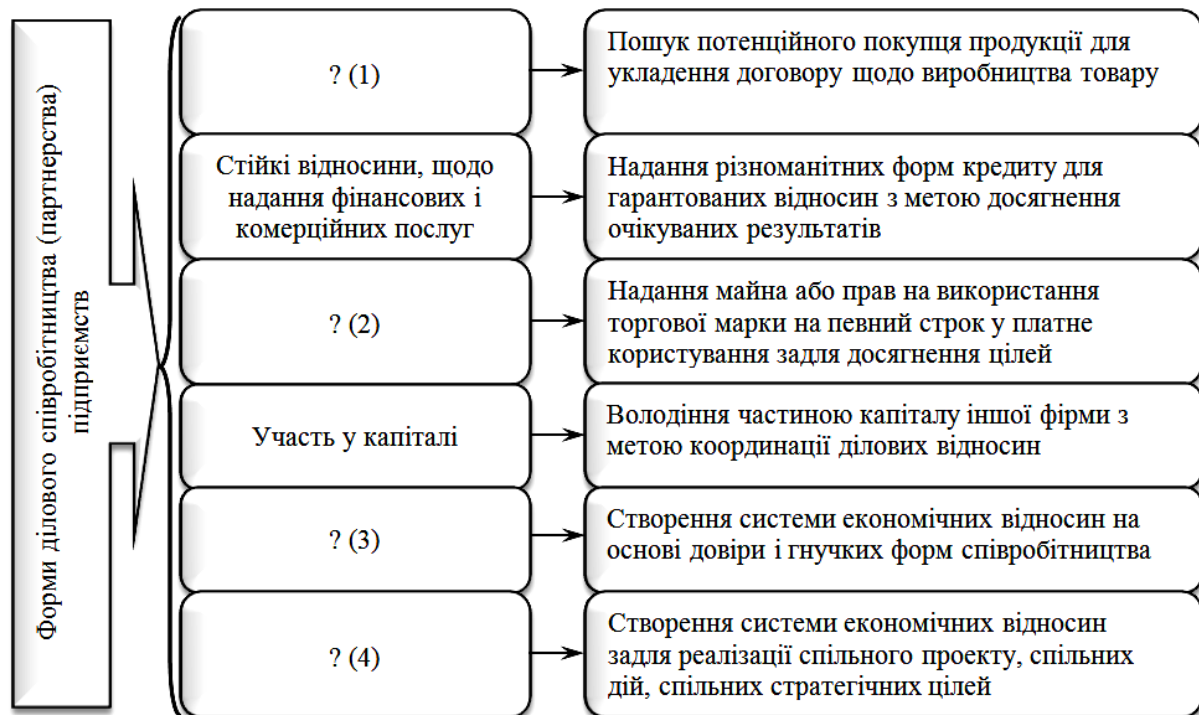 Форми ділового співробітництва (партнерства)
підприємств
? (1)
Пошук потенційного покупця продукції для
укладення договору щодо виробництва товару
Стійкі відносини, щодо
надання фінансових і
комерційних послуг
Надання різноманітних форм кредиту для
гарантованих відносин з метою досягнення
очікуваних результатів
? (2)
Надання майна або прав на використання
торгової марки на певний строк у платне
користування задля досягнення цілей
Участь у капіталі
Володіння частиною капіталу іншої фірми з
метою координації ділових відносин
? (3)
Створення системи економічних відносин на
основі довіри і гнучких форм співробітництва
? (4)
Створення системи економічних відносин
задля реалізації спільного проекту, спільних
дій, спільних стратегічних цілей